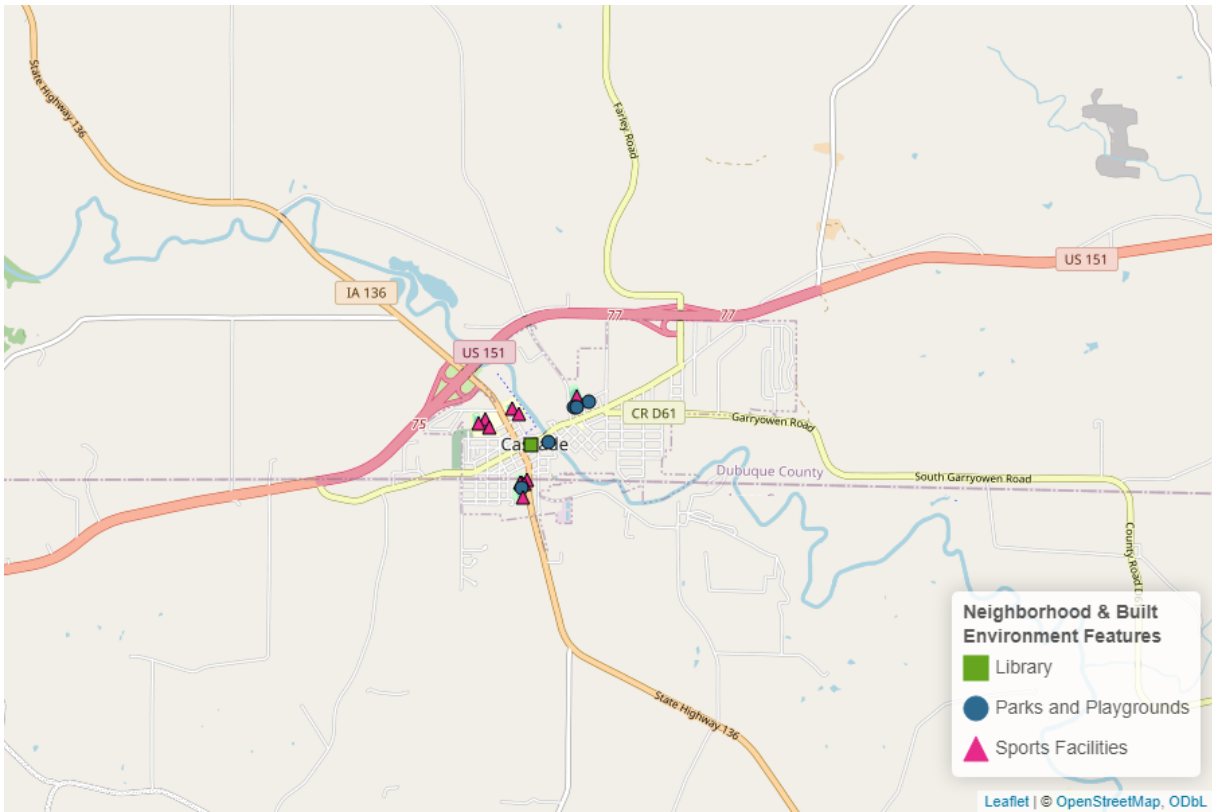 State Highway 136
Farley Road
US 151
IA 136
77
77
US 151
75
CR D61
Garryowen Road
Cascade
Dubuque County
South Garryowen Road
County Road D6
State Highway 136
Neighborhood & Built
Environment Features
Library
Parks and Playgrounds
Sports Facilities
Leaflet | © OpenStreetMap, ODbL